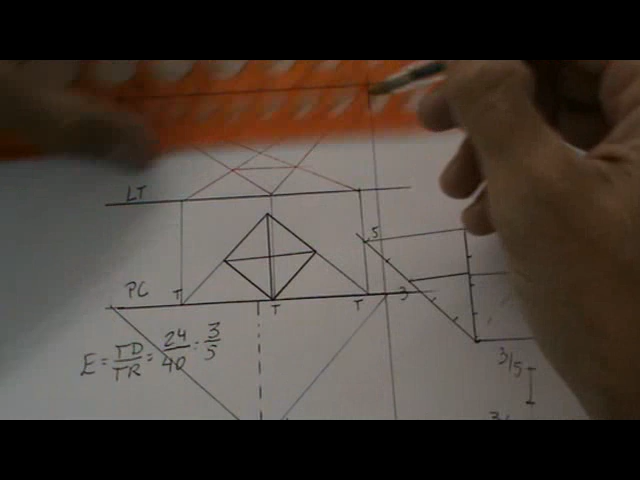 LT
5
PC
T
T
T
3
E = TD/TR = 24/40 : 3/5
3/5